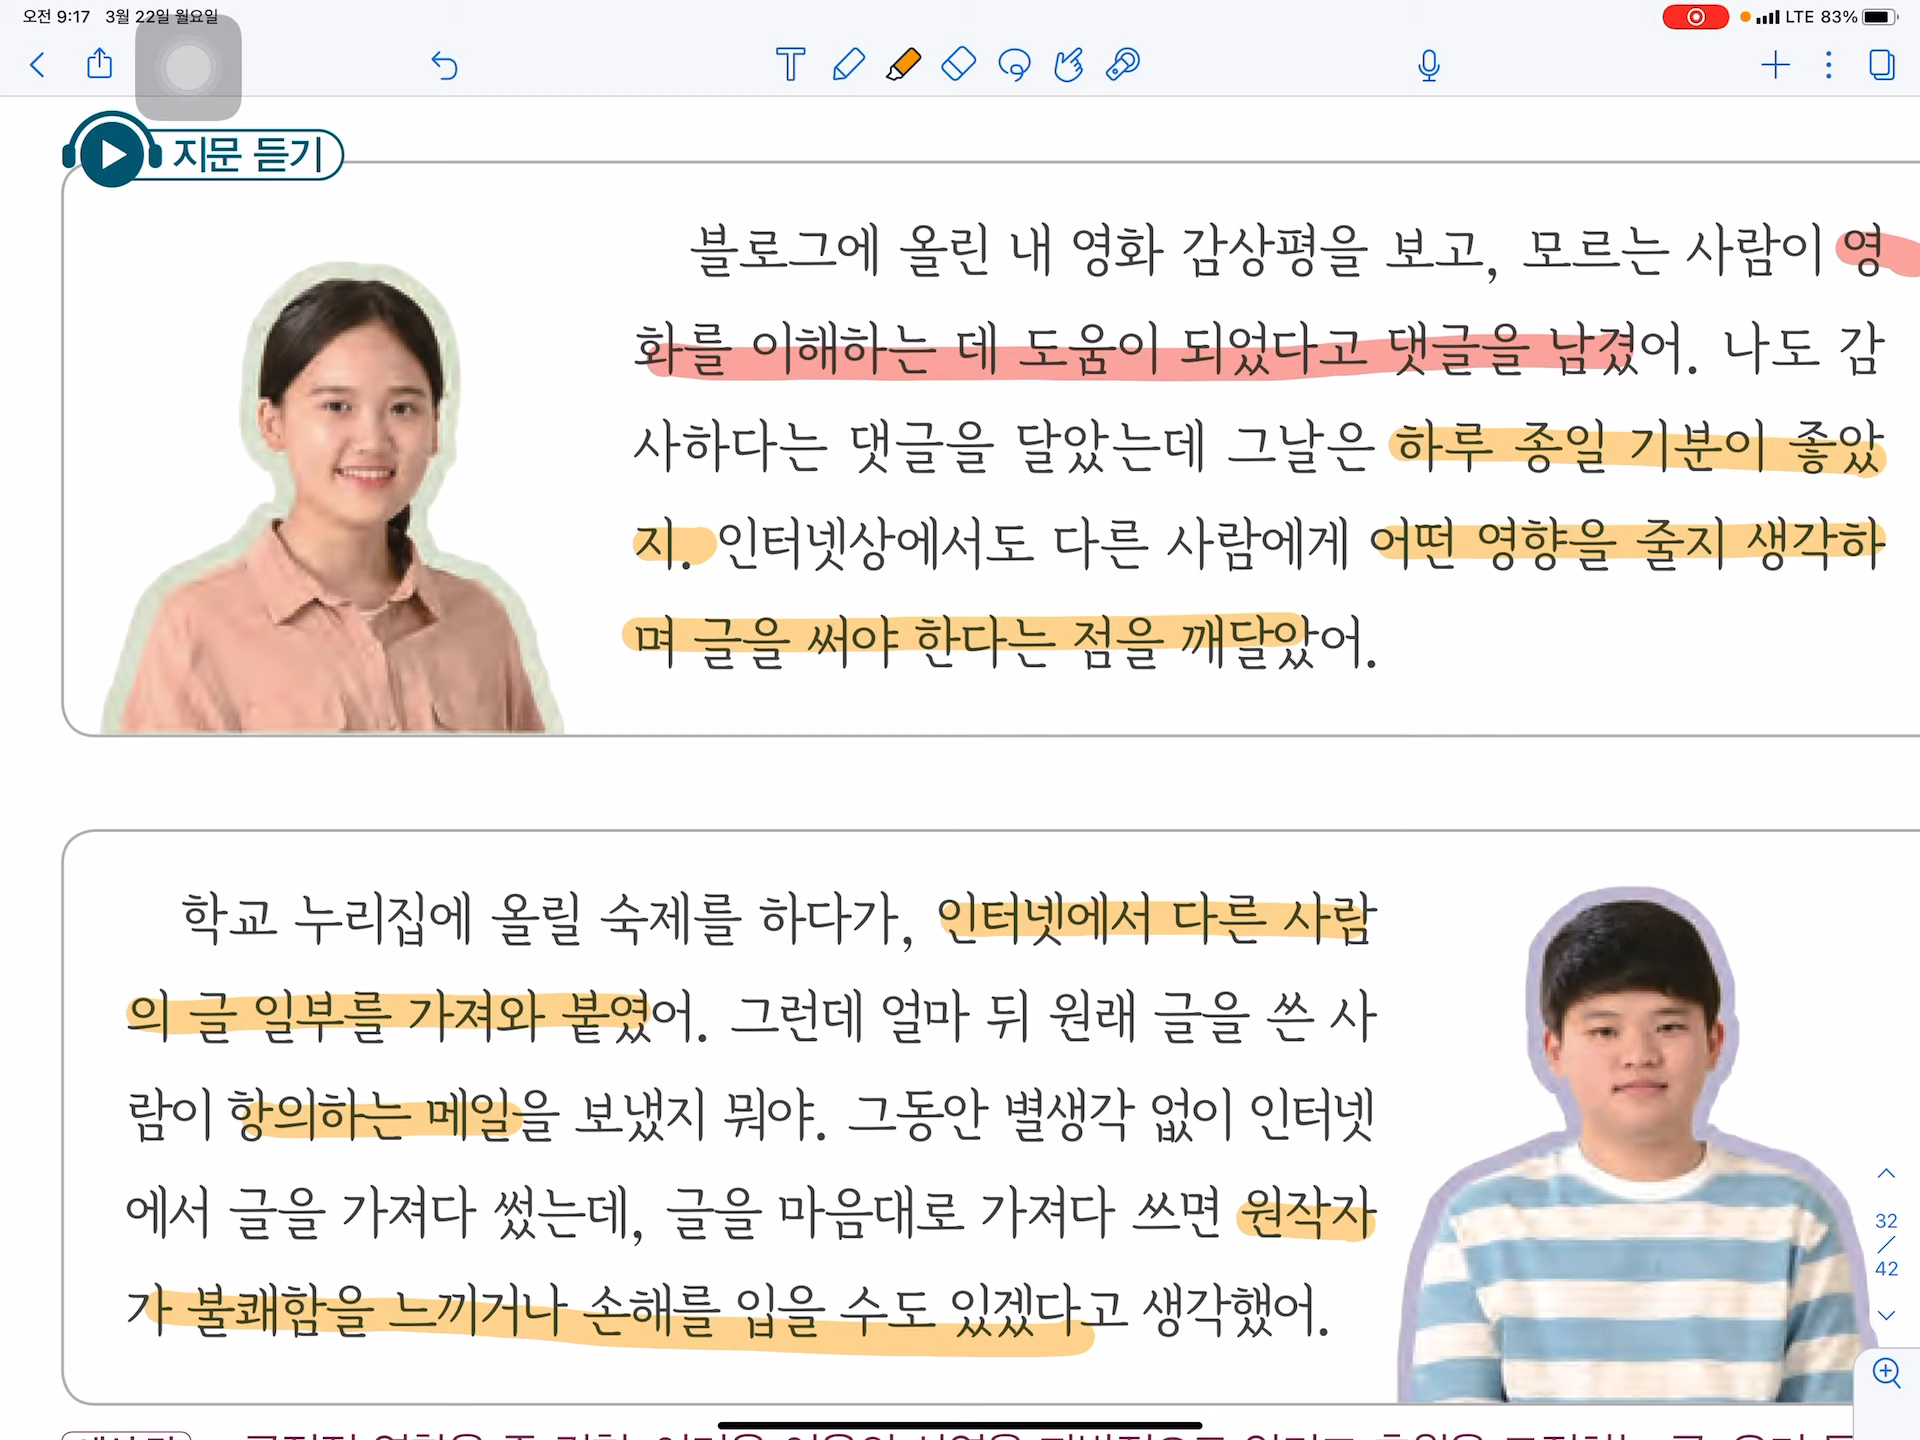 오전 9:17 3월 22일 월요일
LTE 83%
지문 듣기
블로그에 올린 내 영화 감상평을 보고, 모르는 사람이 영
화를 이해하는 데 도움이 되었다고 댓글을 남겼어. 나도 감
사하다는 댓글을 달았는데 그날은 하루 종일 기분이 좋았
지. 인터넷상에서도 다른 사람에게 어떤 영향을 줄지 생각하
며 글을 써야 한다는 점을 깨달았어.
학교 누리집에 올릴 숙제를 하다가, 인터넷에서 다른 사람
의 글 일부를 가져와 붙였어. 그런데 얼마 뒤 원래 글을 쓴 사
람이 항의하는 메일을 보냈지 뭐야. 그동안 별생각 없이 인터넷
에서 글을 가져다 썼는데, 글을 마음대로 가져다 쓰면 원작자
가 불쾌함을 느끼거나 손해를 입을 수도 있겠다고 생각했어.
32
/
42